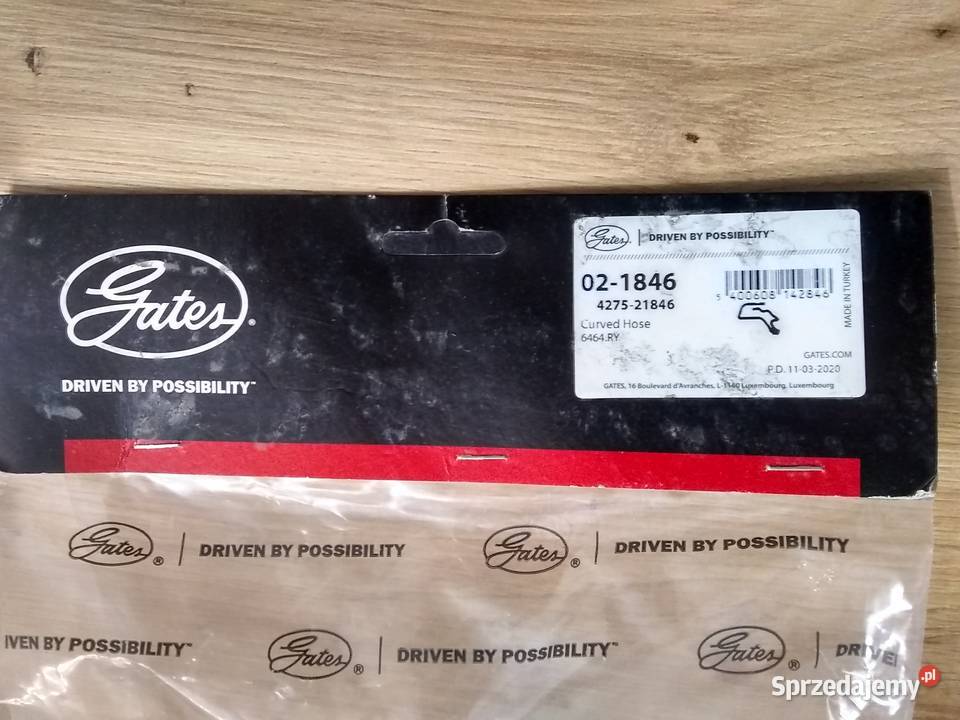 Gates®
DRIVEN BY POSSIBILITY™
Gates | DRIVEN BY POSSIBILITY™
02-1846
4275-21846
Curved Hose
6464.RY
5 400608 142846
MADE IN TURKEY
GATES.COM
P.D. 11-03-2020
GATES, 16 Boulevard d'Avranches, L-1160 Luxembourg, Luxembourg
Gates® | DRIVEN BY POSSIBILITY
Gates® | DRIVEN BY POSSIBILITY
IVEN BY POSSIBILITY™
Gates® | DRIVEN BY POSSIBILITY™
Gates® | DRIVEN
Sprzedajemy.pl